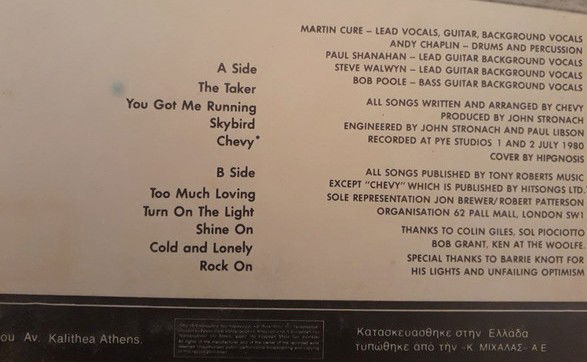 A Side
The Taker
You Got Me Running
Skybird
Chevy*
B Side
Too Much Loving
Turn On The Light
Shine On
Cold and Lonely
Rock On
MARTIN CURE – LEAD VOCALS, GUITAR, BACKGROUND VOCALS
ANDY CHAPLIN – DRUMS AND PERCUSSION
PAUL SHANAHAN – LEAD GUITAR BACKGROUND VOCALS
STEVE WALWYN – LEAD GUITAR BACKGROUND VOCALS
BOB POOLE – BASS GUITAR BACKGROUND VOCALS
ALL SONGS WRITTEN AND ARRANGED BY CHEVY
PRODUCED BY JOHN STRONACH
ENGINEERED BY JOHN STRONACH AND PAUL LIBSON
RECORDED AT PYE STUDIOS 1 AND 2 JULY 1980
COVER BY HIPGNOSIS
ALL SONGS PUBLISHED BY TONY ROBERTS MUSIC
EXCEPT "CHEVY" WHICH IS PUBLISHED BY HITSONGS LTD.
SOLE REPRESENTATION JON BREWER/ROBERT PATTERSON
ORGANISATION 62 PALL MALL, LONDON SW1
THANKS TO COLIN GILES, SOL PIOCIOTTO
BOB GRANT, KEN AT THE WOOLFE.
SPECIAL THANKS TO BARRIE KNOTT FOR
HIS LIGHTS AND UNFAILING OPTIMISM
ou Av. Kalithea Athens.
Κατασκευασθηκε στην Ελλάδα
τυπώθηκε ἀπό τήν «Κ ΜΙΧΑΛΑΣ» Α Ε